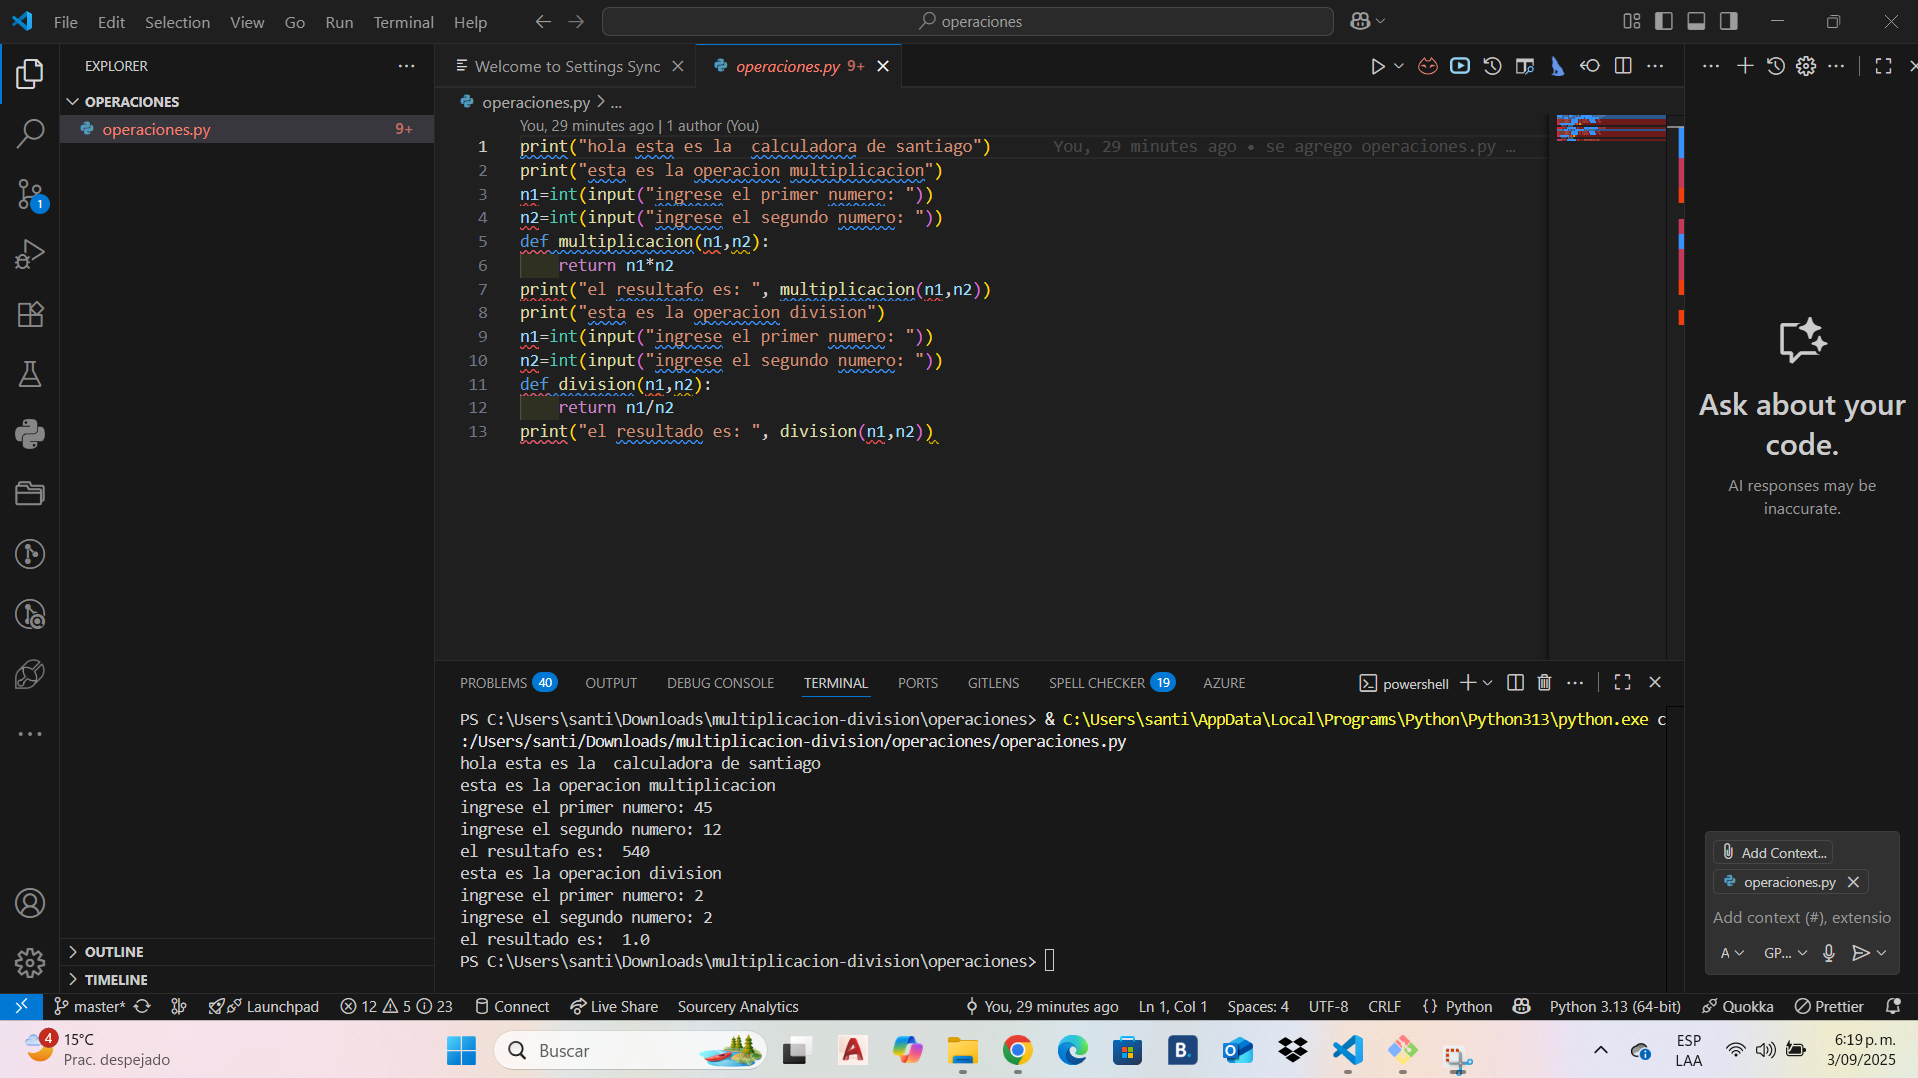 File Edit Selection View Go Run Terminal Help
operaciones
EXPLORER
OPERACIONES
operaciones.py 9+
1
Welcome to Settings Sync
operaciones.py 9+
operaciones.py > ...
You, 29 minutes ago | 1 author (You)
1 print("hola esta es la  calculadora de santiago") You, 29 minutes ago • se agrego operaciones.py …
2 print("esta es la operacion multiplicacion")
3 n1=int(input("ingrese el primer numero: "))
4 n2=int(input("ingrese el segundo numero: "))
5 def multiplicacion(n1,n2):
6     return n1*n2
7 print("el resultafo es: ", multiplicacion(n1,n2))
8 print("esta es la operacion division")
9 n1=int(input("ingrese el primer numero: "))
10 n2=int(input("ingrese el segundo numero: "))
11 def division(n1,n2):
12     return n1/n2
13 print("el resultado es: ", division(n1,n2))
Ask about your
code.
AI responses may be
inaccurate.
Add Context...
operaciones.py
Add context (#), extensio
A GP...
PROBLEMS 40 OUTPUT DEBUG CONSOLE TERMINAL PORTS GITLENS SPELL CHECKER 19 AZURE
powershell
PS C:\Users\santi\Downloads\multiplicacion-division\operaciones> & C:\Users\santi\AppData\Local\Programs\Python\Python313\python.exe c
:/Users/santi/Downloads/multiplicacion-division/operaciones/operaciones.py
hola esta es la  calculadora de santiago
esta es la operacion multiplicacion
ingrese el primer numero: 45
ingrese el segundo numero: 12
el resultafo es:  540
esta es la operacion division
ingrese el primer numero: 2
ingrese el segundo numero: 2
el resultado es:  1.0
PS C:\Users\santi\Downloads\multiplicacion-division\operaciones>
OUTLINE
TIMELINE
master* Launchpad 12 5 23 Connect Live Share Sourcery Analytics You, 29 minutes ago Ln 1, Col 1 Spaces: 4 UTF-8 CRLF {} Python Python 3.13 (64-bit) Quokka Prettier
4
15°C
Prac. despejado
Buscar
A
B.
ESP
LAA
6:19 p. m.
3/09/2025